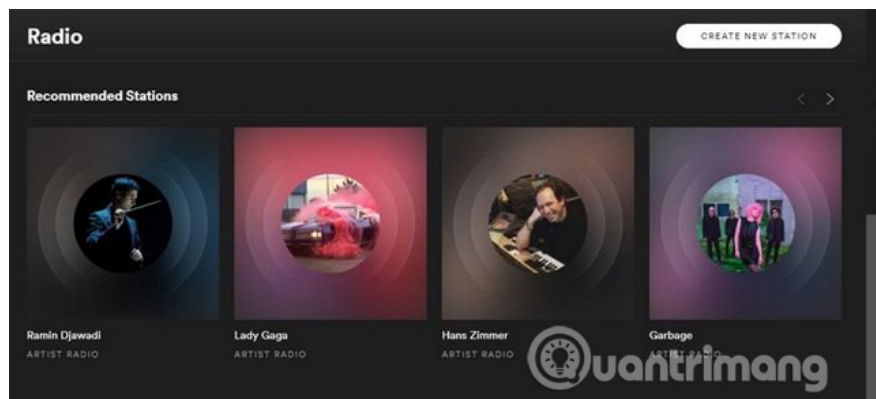 Radio
CREATE NEW STATION
Recommended Stations
Ramin Djawadi
ARTIST RADIO
Lady Gaga
ARTIST RADIO
Hans Zimmer
ARTIST RADIO
Garbage
ARTIST RADIO
Quantrimang